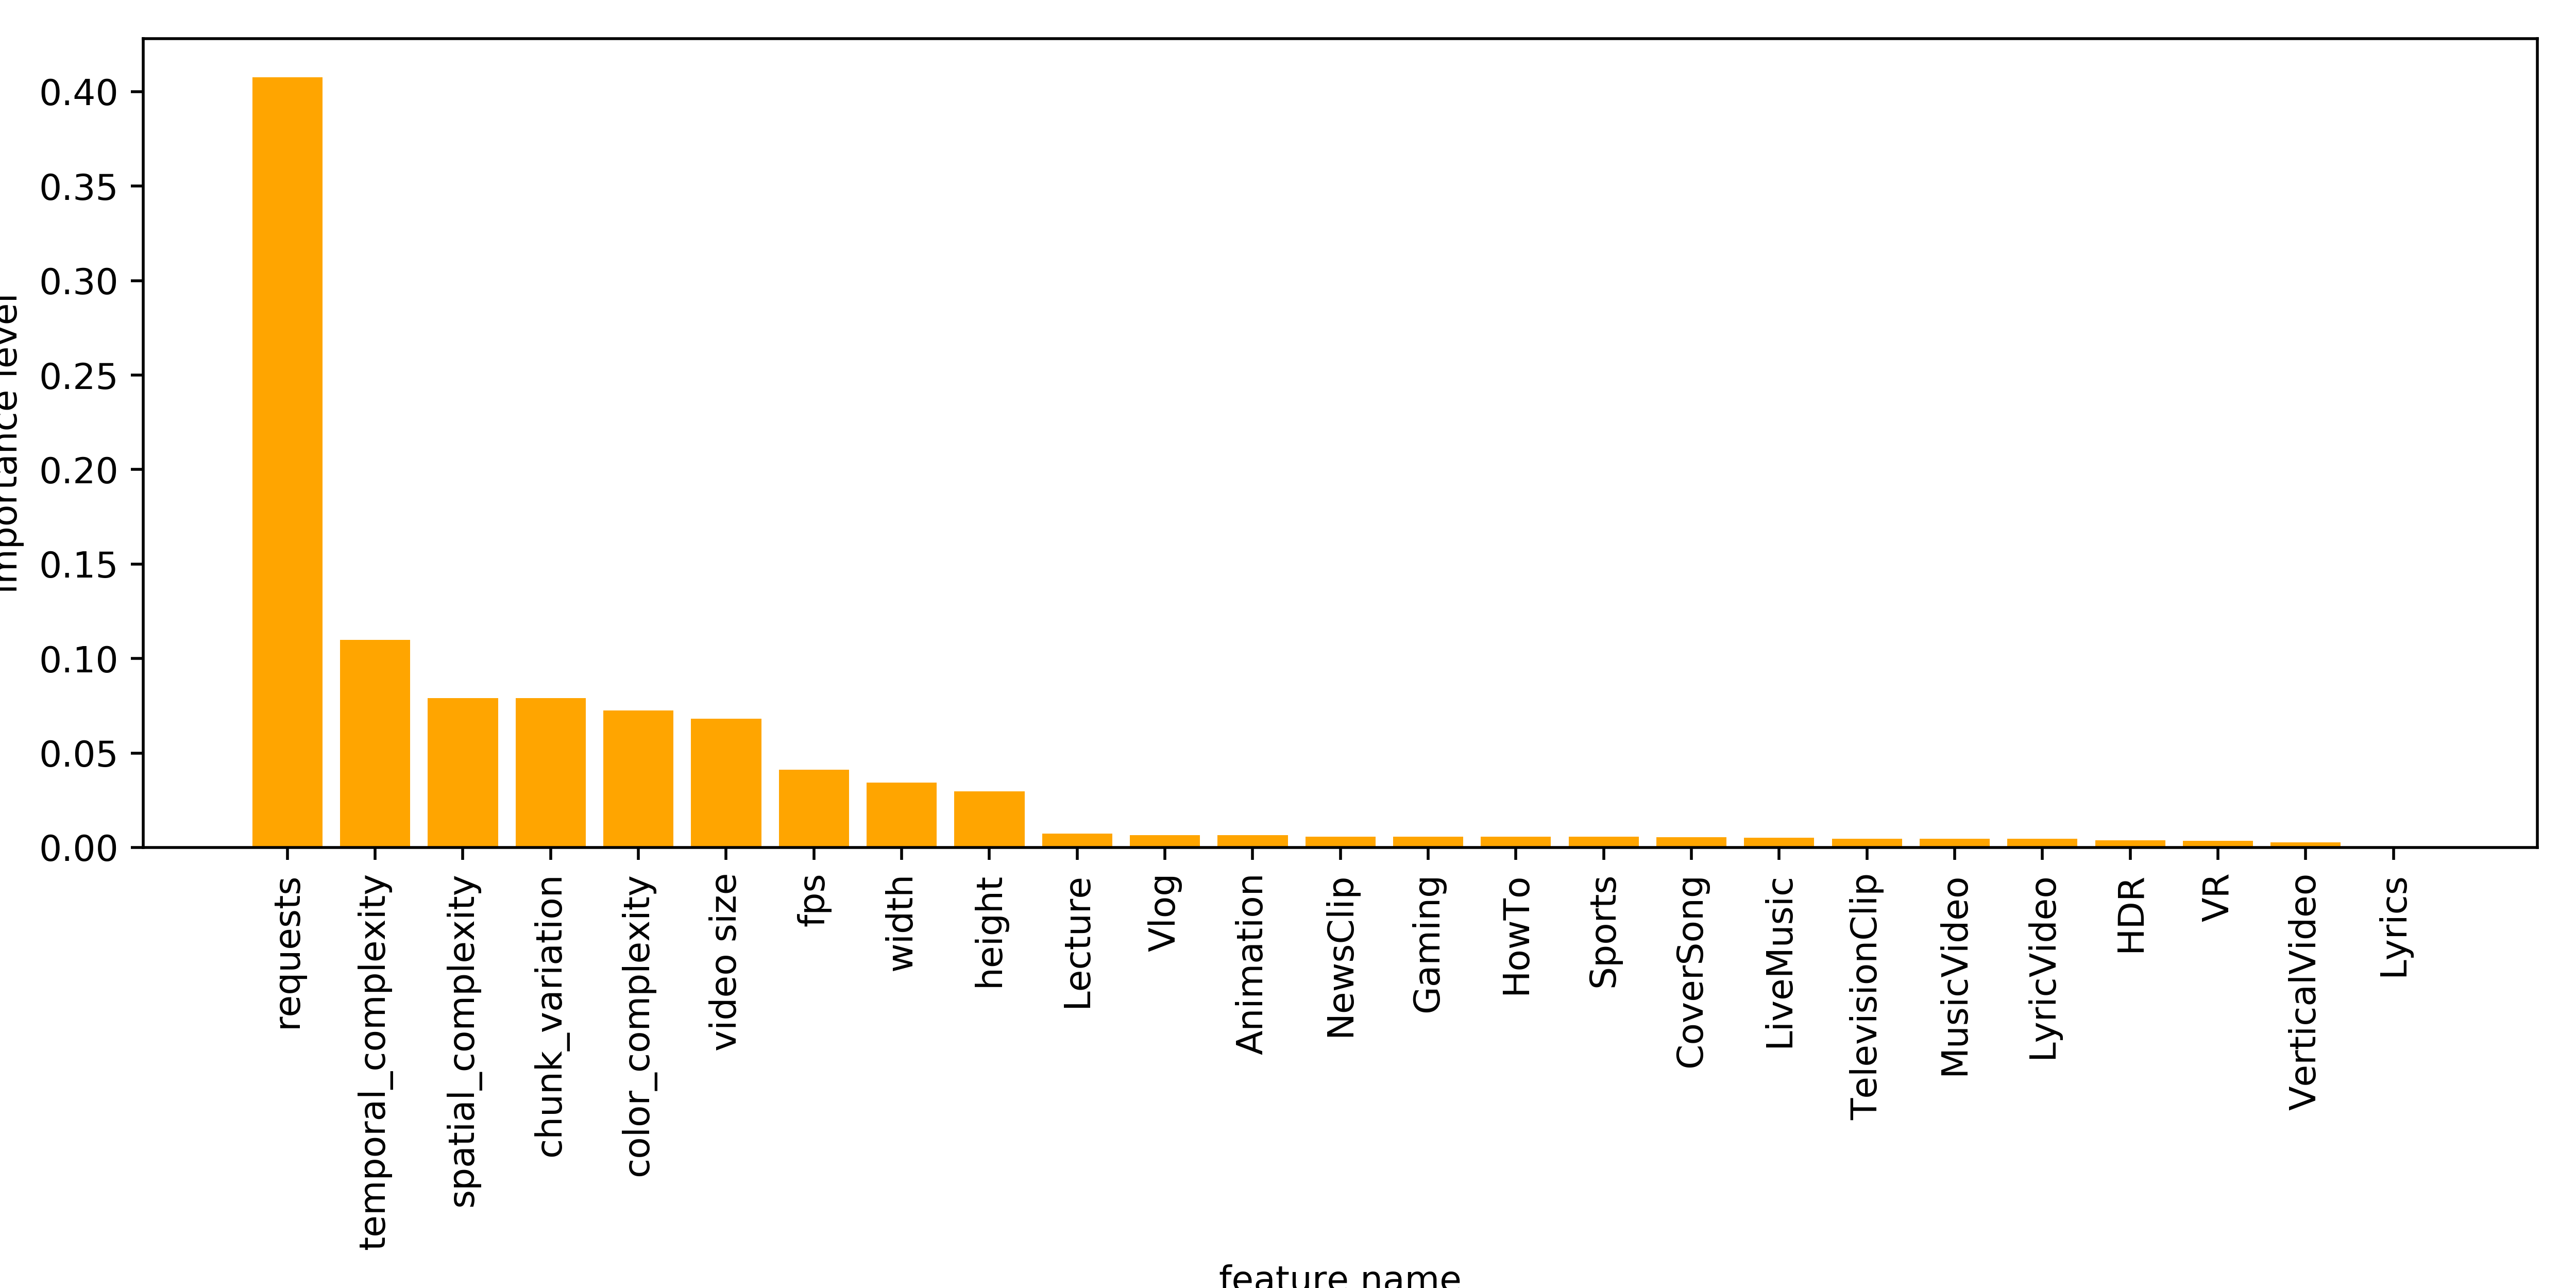 importance level
0.40
0.35
0.30
0.25
0.20
0.15
0.10
0.05
0.00
requests
temporal_complexity
spatial_complexity
chunk_variation
color_complexity
video size
fps
width
height
Lecture
Vlog
Animation
NewsClip
Gaming
HowTo
Sports
CoverSong
LiveMusic
TelevisionClip
MusicVideo
LyricVideo
HDR
VR
VerticalVideo
Lyrics
feature name